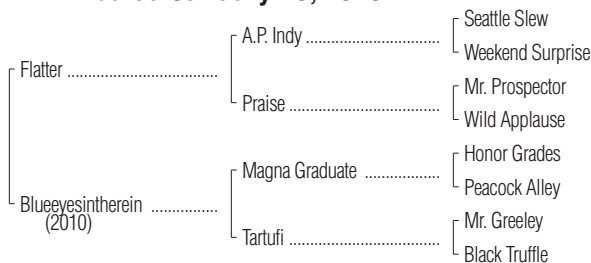 Seattle Slew
A.P. Indy
Weekend Surprise
Flatter
Mr. Prospector
Praise
Wild Applause
Honor Grades
Magna Graduate
Peacock Alley
Blueeyesintherein
(2010)
Mr. Greeley
Tartufi
Black Truffle